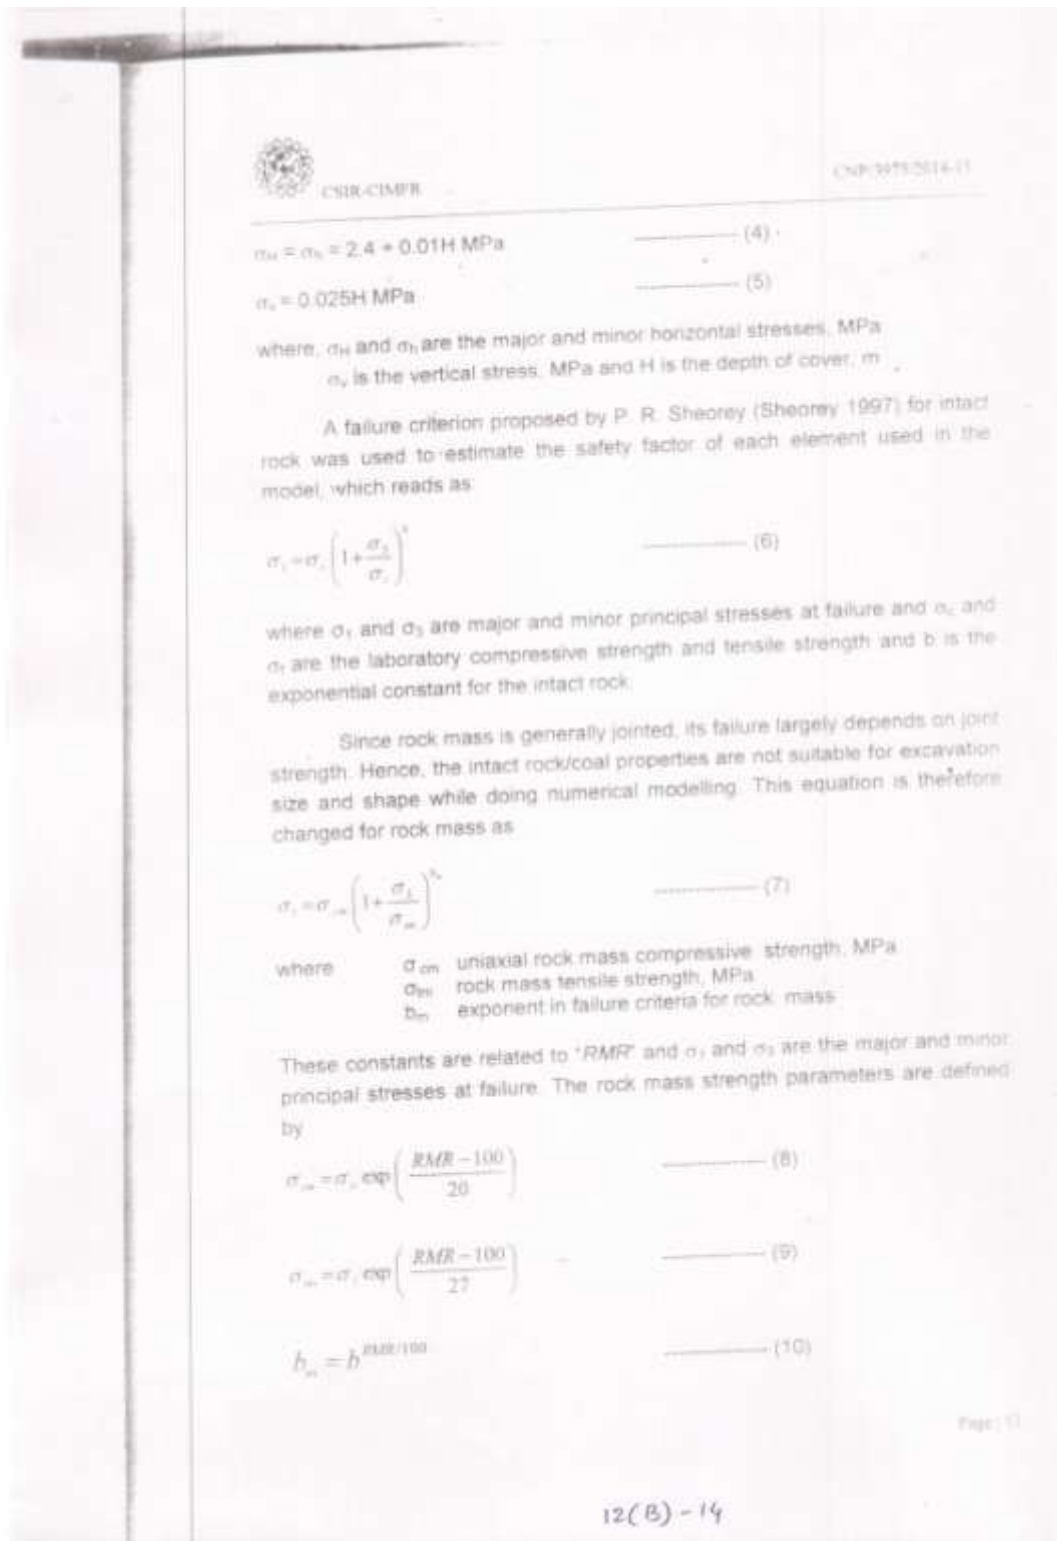 CSIR-CIMFR
CNP/3975/2014-15
σH = σh = 2.4 + 0.01H MPa ---------------- (4)
σv = 0.025H MPa ---------------- (5)
where, σH and σh are the major and minor horizontal stresses, MPa
σv is the vertical stress, MPa and H is the depth of cover, m
A failure criterion proposed by P. R. Sheorey (Sheorey 1997) for intact
rock was used to estimate the safety factor of each element used in the
model, which reads as
σ1 = σc (1 + σ3/σt)^b ---------------- (6)
where σ1 and σ3 are major and minor principal stresses at failure and σc and
σt are the laboratory compressive strength and tensile strength and b is the
exponential constant for the intact rock.
Since rock mass is generally jointed, its failure largely depends on joint
strength. Hence, the intact rock/coal properties are not suitable for excavation
size and shape while doing numerical modelling. This equation is therefore
changed for rock mass as
σ1 = σcm (1 + σ3/σtm)^bm ---------------- (7)
where σcm uniaxial rock mass compressive strength, MPa
σtm rock mass tensile strength, MPa
bm exponent in failure criteria for rock mass
These constants are related to "RMR" and σ1 and σ3 are the major and minor
principal stresses at failure. The rock mass strength parameters are defined
by
σcm = σc exp((RMR - 100)/20) ---------------- (8)
σtm = σt exp((RMR - 100)/27) ---------------- (9)
bm = b^RMR/100 ---------------- (10)
Page |
12(B) - 14